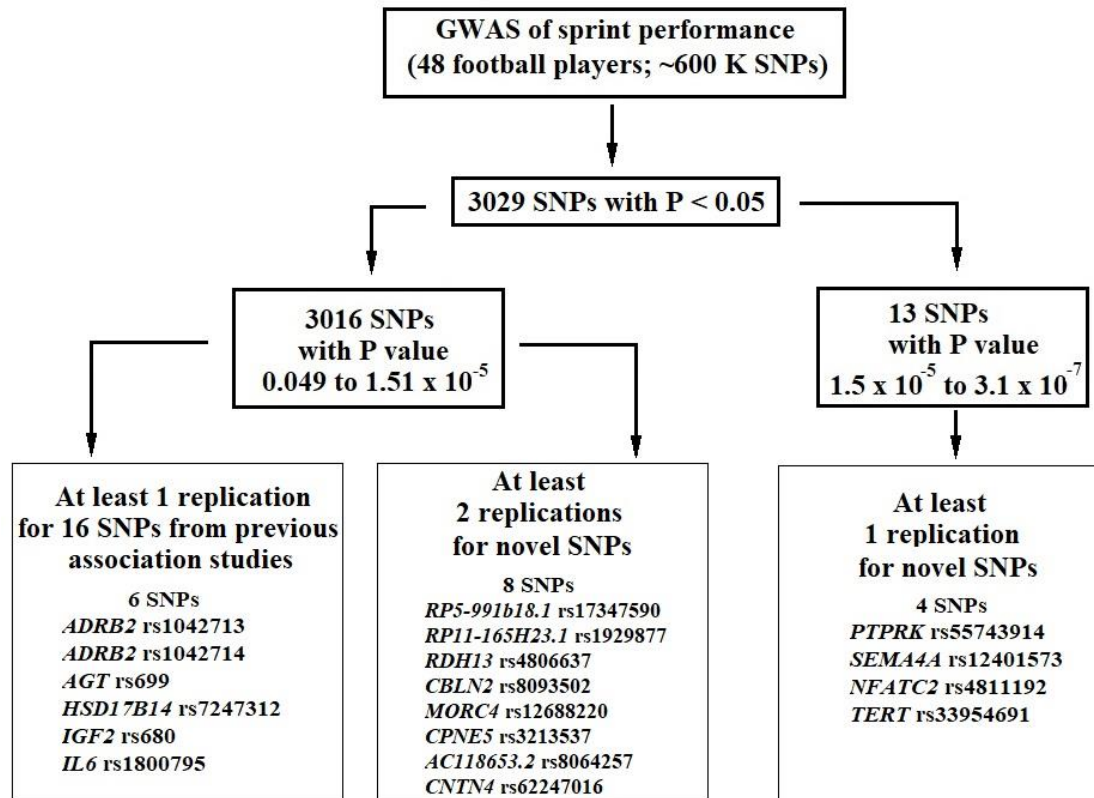 GWAS of sprint performance
(48 football players; ~600 K SNPs)
3029 SNPs with P < 0.05
3016 SNPs
with P value
0.049 to 1.51 x 10^-5
13 SNPs
with P value
1.5 x 10^-5 to 3.1 x 10^-7
At least 1 replication
for 16 SNPs from previous
association studies
6 SNPs
ADRB2 rs1042713
ADRB2 rs1042714
AGT rs699
HSD17B14 rs7247312
IGF2 rs680
IL6 rs1800795
At least
2 replications
for novel SNPs
8 SNPs
RP5-991b18.1 rs17347590
RP11-165H23.1 rs1929877
RDH13 rs4806637
CBLN2 rs8093502
MORC4 rs12688220
CPNE5 rs3213537
AC118653.2 rs8064257
CNTN4 rs62247016
At least
1 replication
for novel SNPs
4 SNPs
PTPRK rs55743914
SEMA4A rs12401573
NFATC2 rs4811192
TERT rs33954691